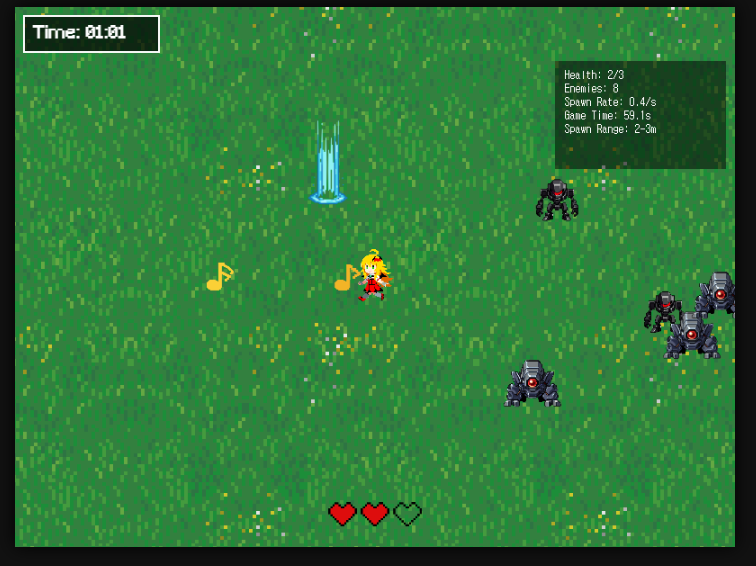 Time: 01:01
Health: 2/3
Enemies: 8
Spawn Rate: 0.4/s
Game Time: 59.1s
Spawn Range: 2-3m